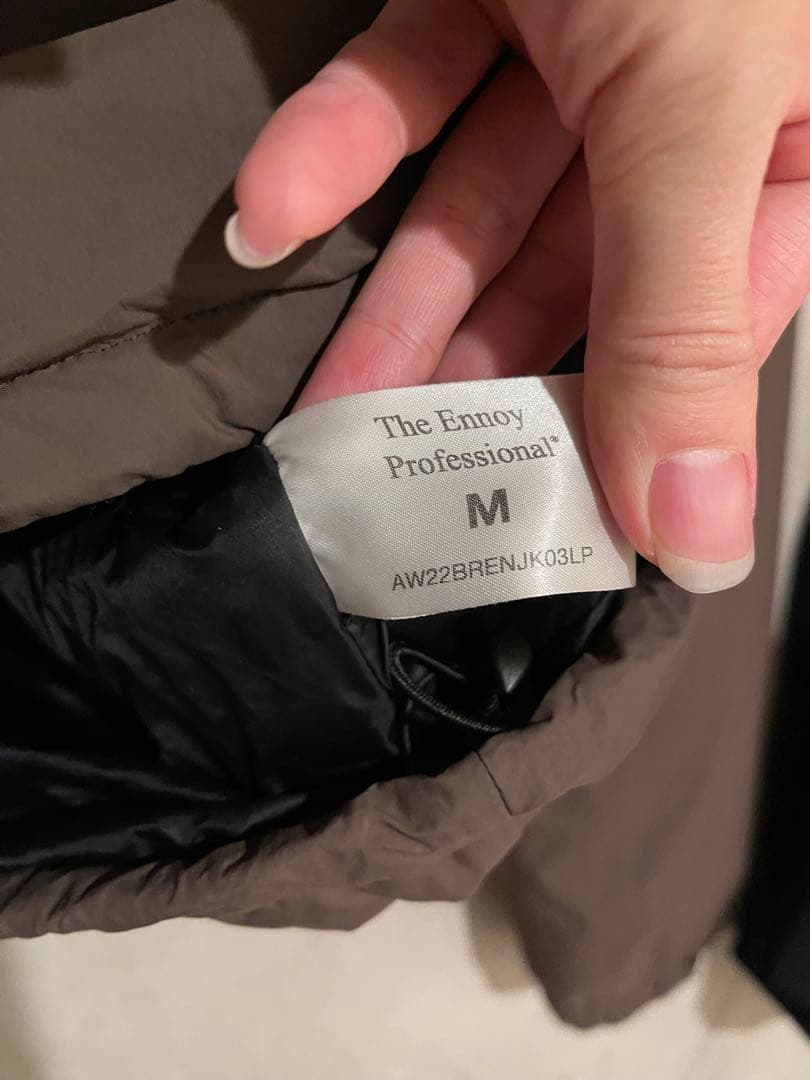 The Ennoy
Professional®
M
AW22BRENJK03LP